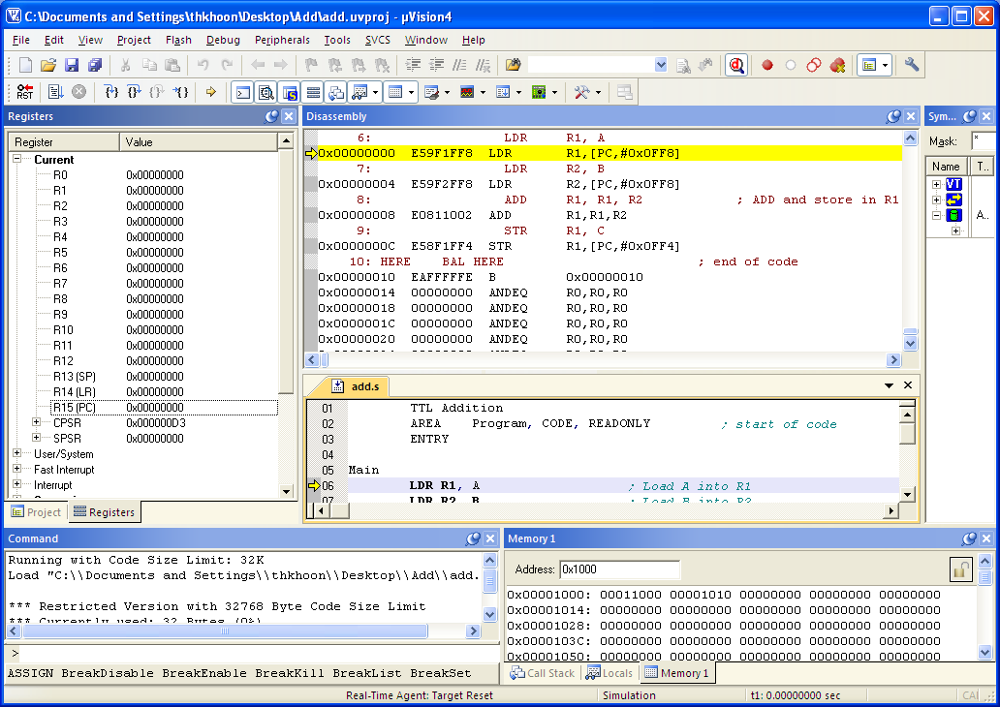 C:\Documents and Settings\thkhoon\Desktop\Add\add.uvproj - µVision4
File Edit View Project Flash Debug Peripherals Tools SVCS Window Help
RST
Registers
Register Value
Current
R0 0x00000000
R1 0x00000000
R2 0x00000000
R3 0x00000000
R4 0x00000000
R5 0x00000000
R6 0x00000000
R7 0x00000000
R8 0x00000000
R9 0x00000000
R10 0x00000000
R11 0x00000000
R12 0x00000000
R13 (SP) 0x00000000
R14 (LR) 0x00000000
R15 (PC) 0x00000000
CPSR 0x000000D3
SPSR 0x00000000
User/System
Fast Interrupt
Interrupt
Project Registers
Disassembly
6: LDR R1, A
0x00000000 E59F1FF8 LDR R1,[PC,#0x0FF8]
7: LDR R2, B
0x00000004 E59F2FF8 LDR R2,[PC,#0x0FF8]
8: ADD R1, R1, R2 ; ADD and store in R1
0x00000008 E0811002 ADD R1,R1,R2
9: STR R1, C
0x0000000C E58F1FF4 STR R1,[PC,#0x0FF4]
10: HERE BAL HERE ; end of code
0x00000010 EAFFFFFE B 0x00000010
0x00000014 00000000 ANDEQ R0,R0,R0
0x00000018 00000000 ANDEQ R0,R0,R0
0x0000001C 00000000 ANDEQ R0,R0,R0
0x00000020 00000000 ANDEQ R0,R0,R0
add.s
01 TTL Addition
02 AREA Program, CODE, READONLY ; start of code
03 ENTRY
04
05 Main
06 LDR R1, A ; Load A into R1
07 LDR R2, B ; Load B into R2
Sym...
Mask: *
Name T..
VT
A..
Command
Running with Code Size Limit: 32K
Load "C:\\Documents and Settings\\thkhoon\\Desktop\\Add\\add.
*** Restricted Version with 32768 Byte Code Size Limit
*** Currently used: 32 Bytes (0%)
>
ASSIGN BreakDisable BreakEnable BreakKill BreakList BreakSet
Memory 1
Address: 0x1000
0x00001000: 00011000 00001010 00000000 00000000 00000000
0x00001014: 00000000 00000000 00000000 00000000 00000000
0x00001028: 00000000 00000000 00000000 00000000 00000000
0x0000103C: 00000000 00000000 00000000 00000000 00000000
0x00001050: 00000000 00000000 00000000 00000000 00000000
Call Stack Locals Memory 1
Real-Time Agent: Target Reset Simulation t1: 0.00000000 sec CAI